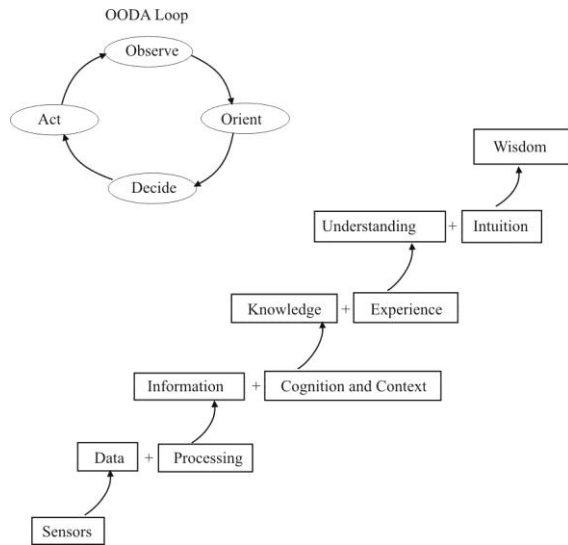 OODA Loop
Observe
Act
Orient
Decide
Wisdom
Understanding + Intuition
Knowledge + Experience
Information + Cognition and Context
Data + Processing
Sensors